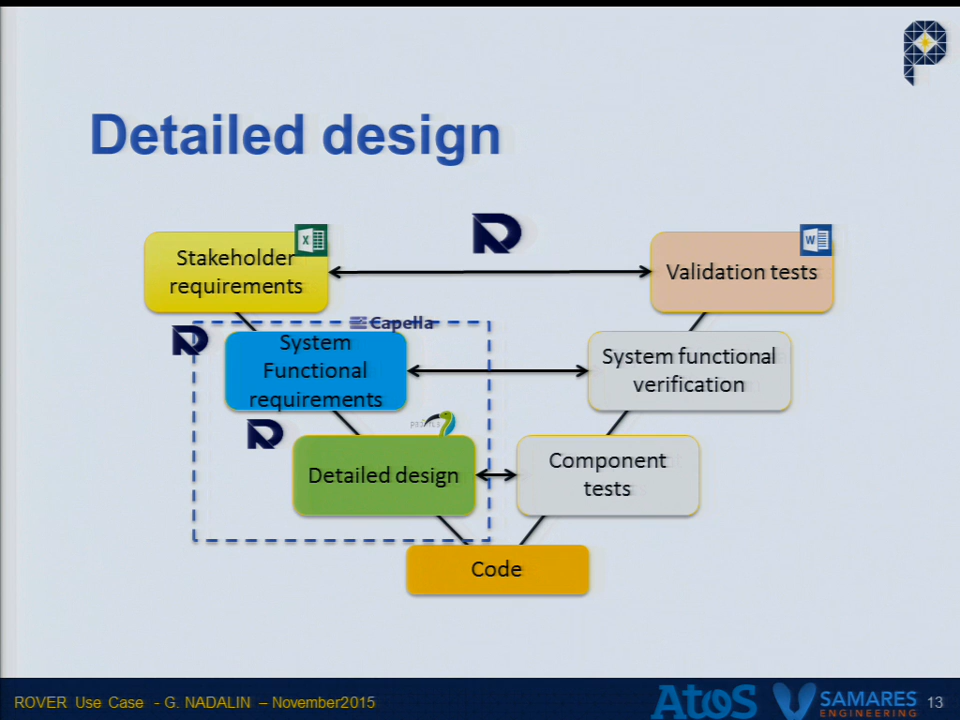 Detailed design
Stakeholder
requirements
Validation tests
Capella
System
Functional
requirements
System functional
verification
Detailed design
Component
tests
Code
ROVER Use Case - G. NADALIN – November2015
Atos
SAMARES
ENGINEERING
13